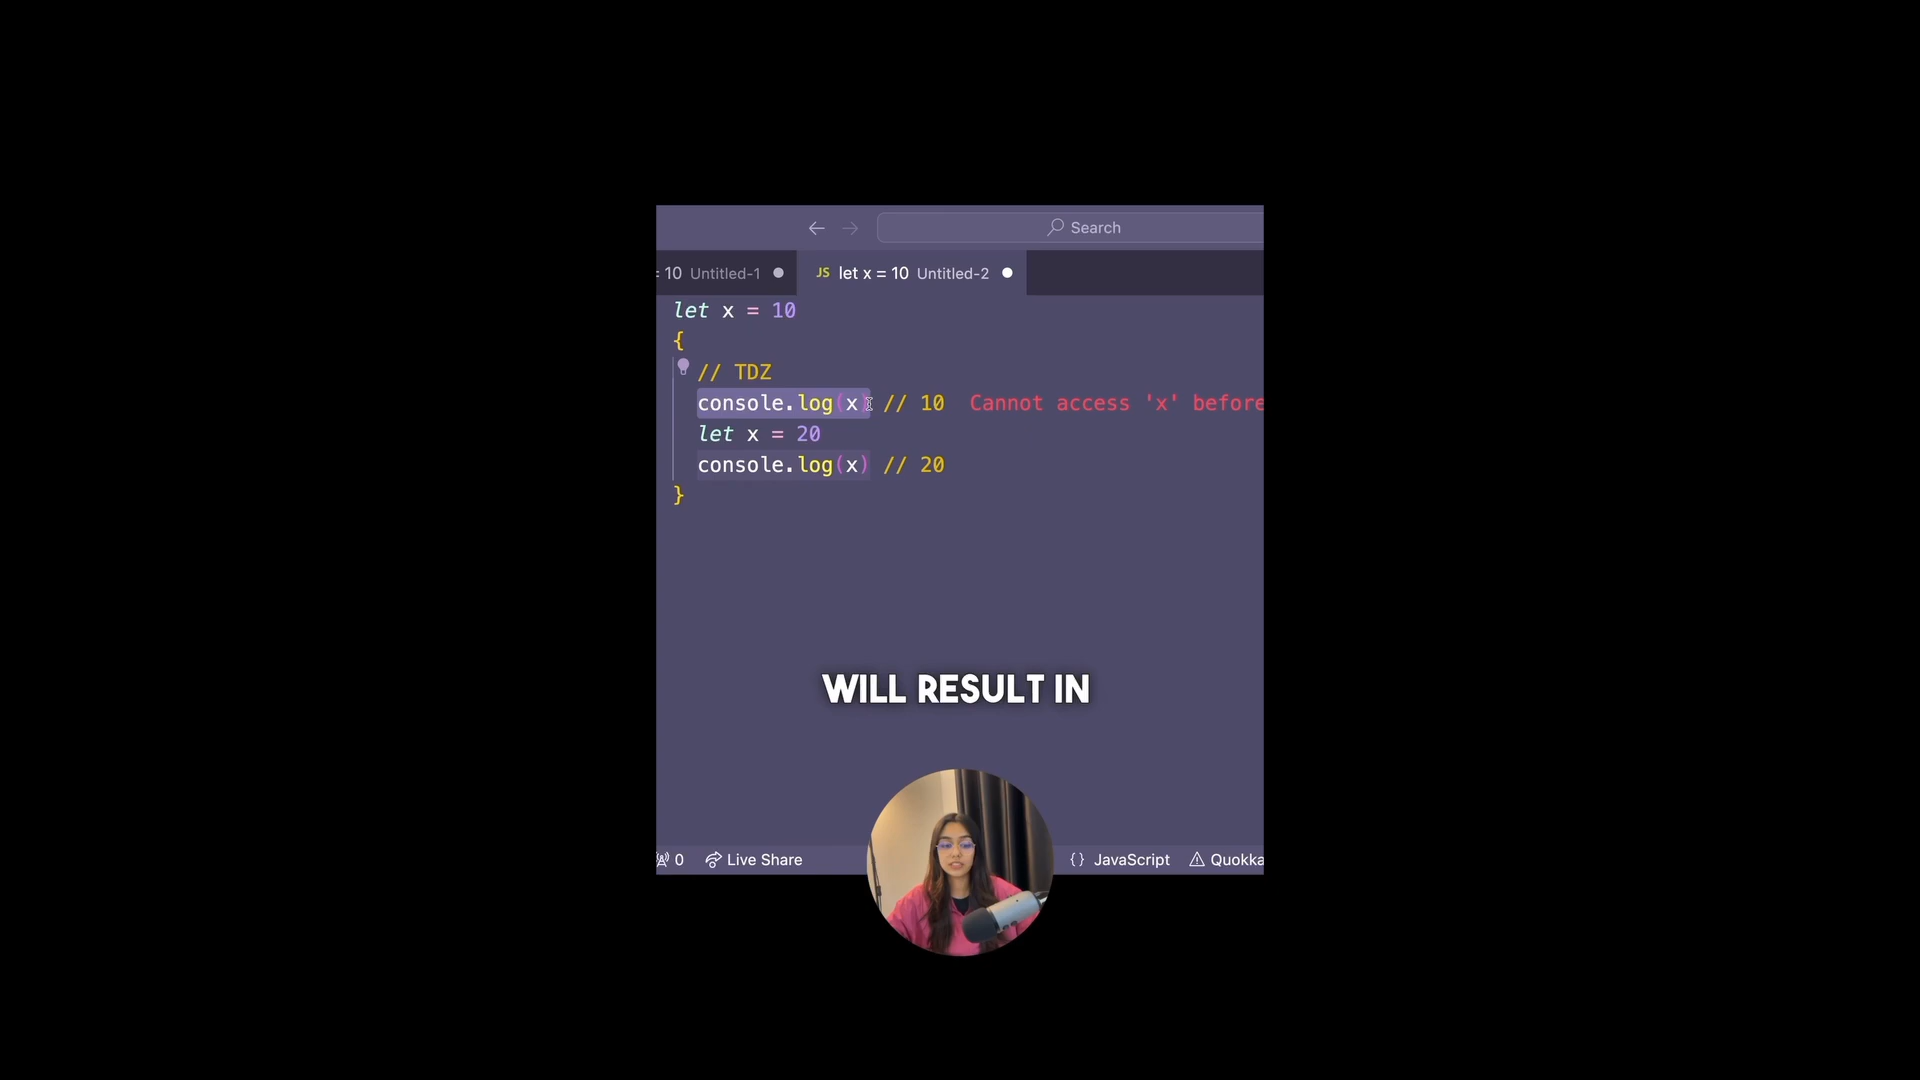 Search
= 10 Untitled-1
JS let x = 10 Untitled-2
let x = 10
{
// TDZ
console.log(x) // 10 Cannot access 'x' before
let x = 20
console.log(x) // 20
}
WILL RESULT IN
0 Live Share {} JavaScript Quokka